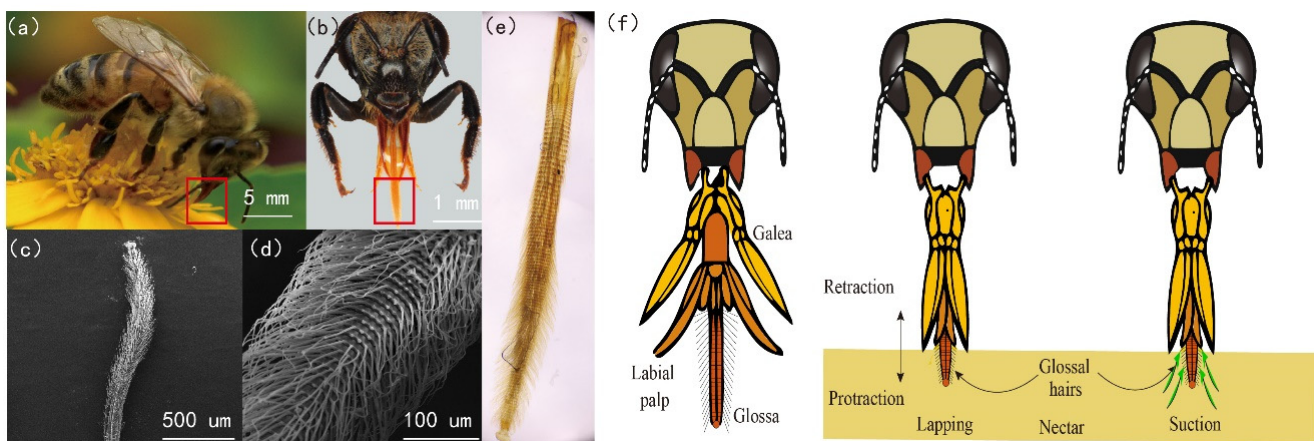 (a)
5 mm
(b)
1 mm
(c)
500 um
(d)
100 um
(e)
(f)
Galea
Labial
palp
Glossa
Retraction
Protraction
Lapping
Glossal
hairs
Nectar
Suction